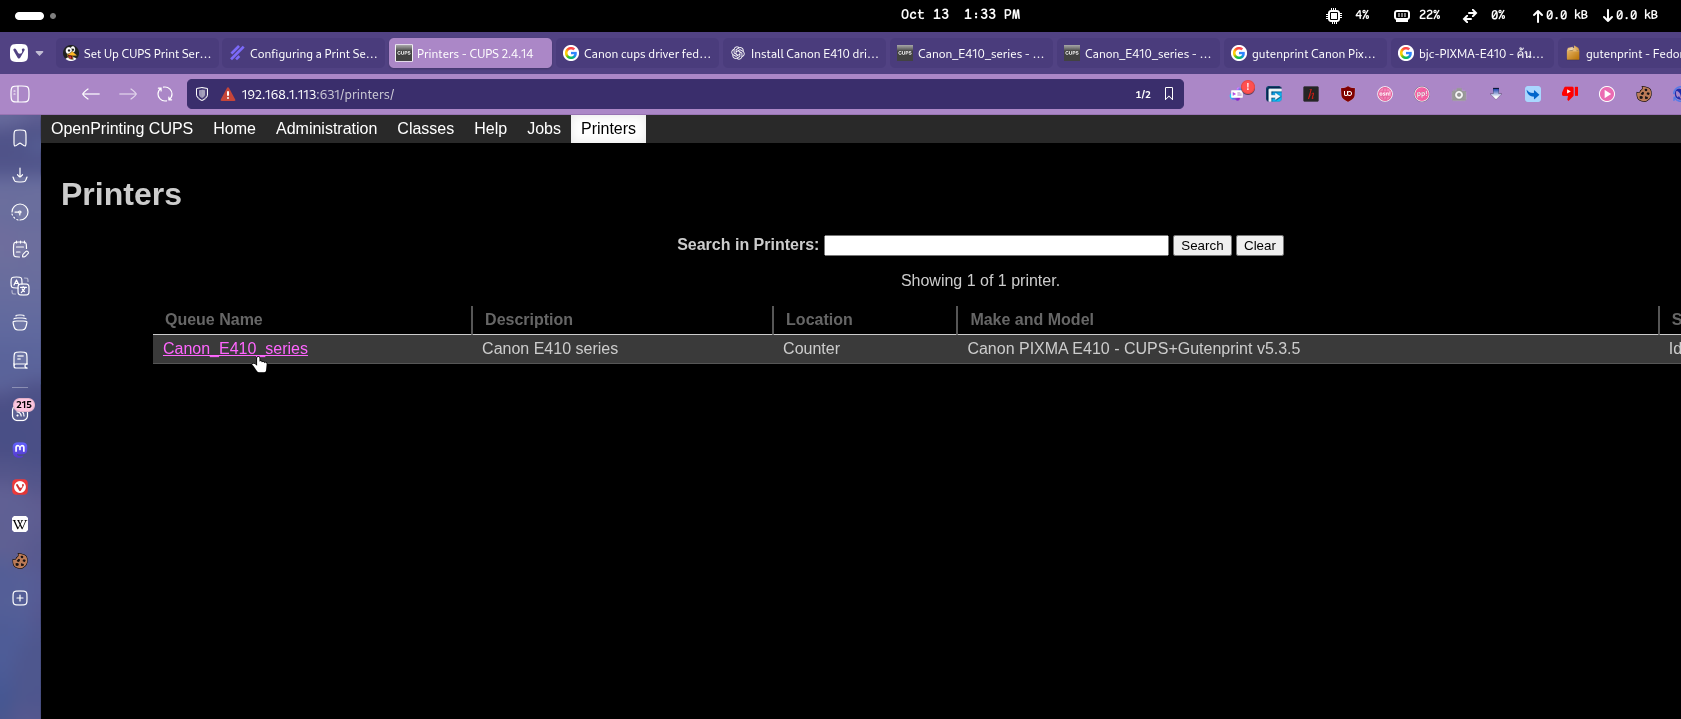 Oct 13 1:33 PM
4%
22%
0%
0.0 kB
0.0 kB
Set Up CUPS Print Ser...
Configuring a Print Se...
Printers - CUPS 2.4.14
Canon cups driver fed...
Install Canon E410 dri...
Canon_E410_series - ...
Canon_E410_series - ...
gutenprint Canon Pix...
bjc-PIXMA-E410 - ค้น...
gutenprint - Fedo
192.168.1.113:631/printers/
1/2
OpenPrinting CUPS Home Administration Classes Help Jobs Printers
Printers
Search in Printers: Search Clear
Showing 1 of 1 printer.
Queue Name Description Location Make and Model S
Canon_E410_series Canon E410 series Counter Canon PIXMA E410 - CUPS+Gutenprint v5.3.5 Id
215
W